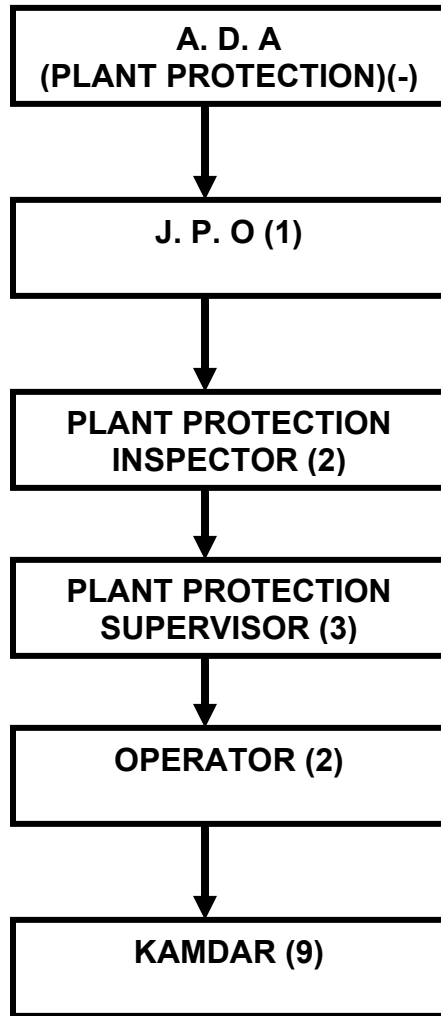 A. D. A
(PLANT PROTECTION)(-)
J. P. O (1)
PLANT PROTECTION
INSPECTOR (2)
PLANT PROTECTION
SUPERVISOR (3)
OPERATOR (2)
KAMDAR (9)